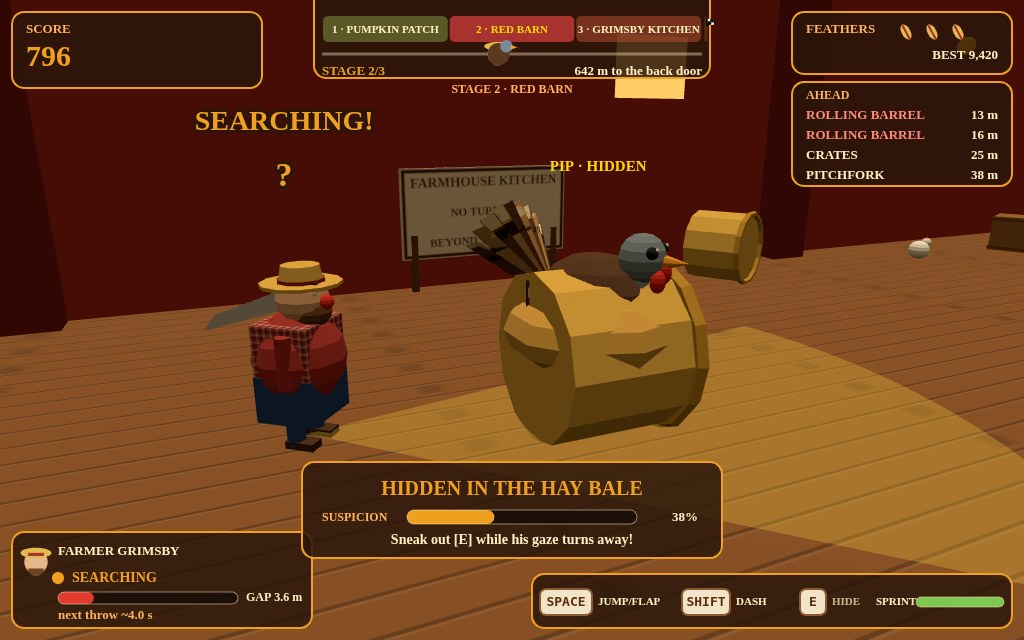 SCORE
796
1 · PUMPKIN PATCH
2 · RED BARN
3 · GRIMSBY KITCHEN
STAGE 2/3
642 m to the back door
STAGE 2 · RED BARN
FEATHERS
BEST 9,420
AHEAD
ROLLING BARREL 13 m
ROLLING BARREL 16 m
CRATES 25 m
PITCHFORK 38 m
SEARCHING!
?
PIP · HIDDEN
FARMHOUSE KITCHEN
NO
BEYOND
HIDDEN IN THE HAY BALE
SUSPICION 38%
Sneak out [E] while his gaze turns away!
FARMER GRIMSBY
SEARCHING
GAP 3.6 m
next throw ~4.0 s
SPACE JUMP/FLAP SHIFT DASH E HIDE SPRINT